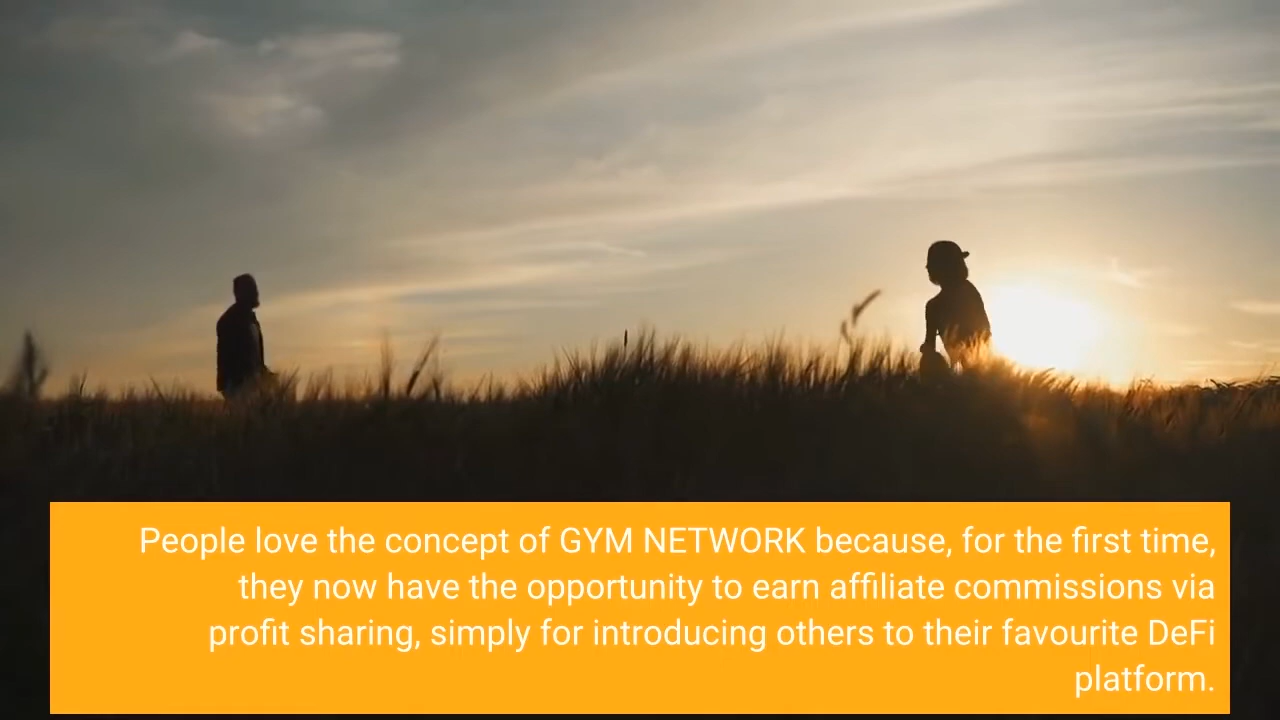 People love the concept of GYM NETWORK because, for the first time,
they now have the opportunity to earn affiliate commissions via
profit sharing, simply for introducing others to their favourite DeFi
platform.